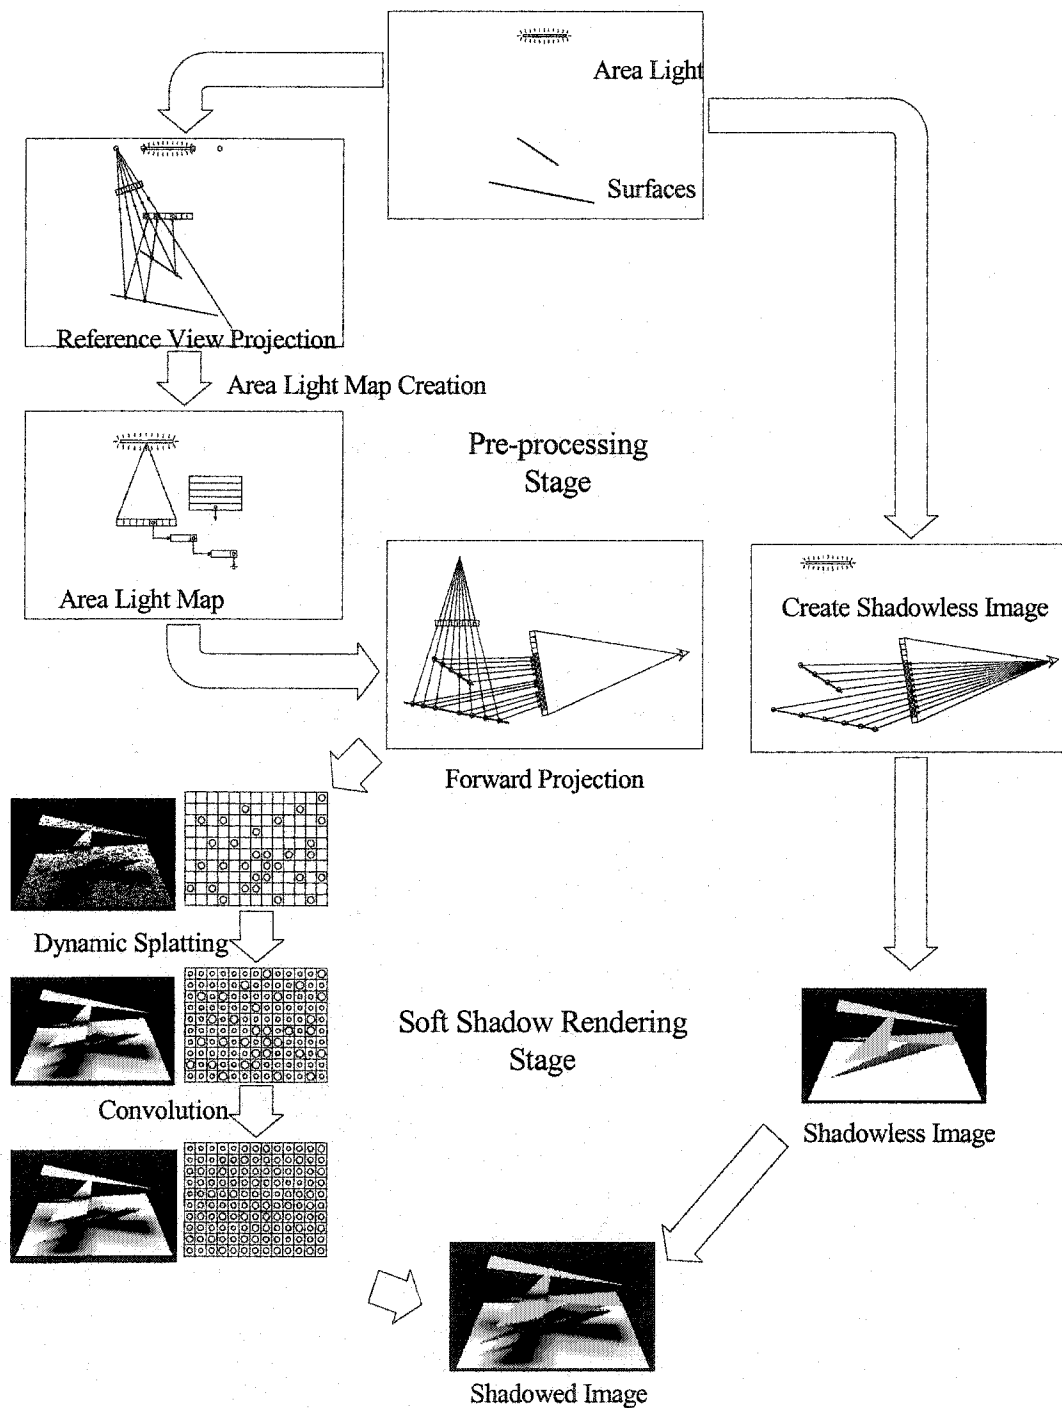 Area Light
Surfaces
Reference View Projection
Area Light Map Creation
Pre-processing
Stage
Area Light Map
Create Shadowless Image
Forward Projection
Dynamic Splatting
Soft Shadow Rendering
Stage
Convolution
Shadowless Image
Shadowed Image